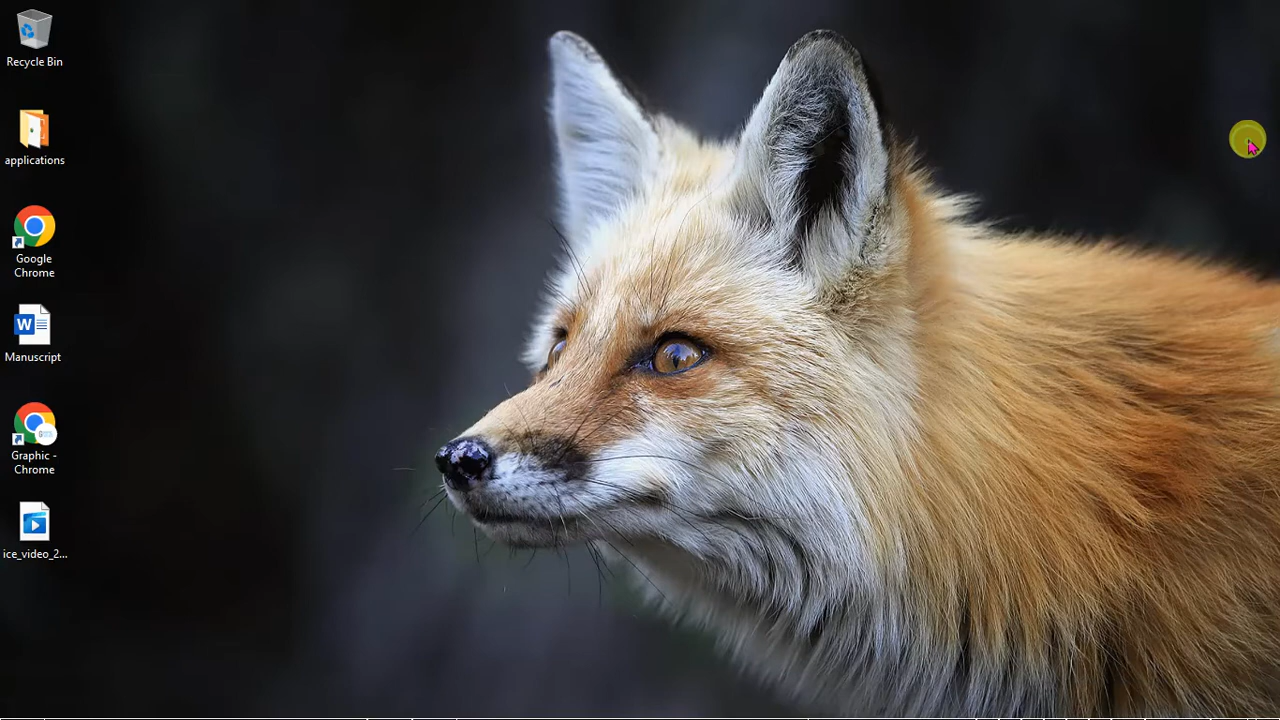 Recycle Bin
applications
Google
Chrome
Manuscript
Graphic -
Chrome
ice_video_2...